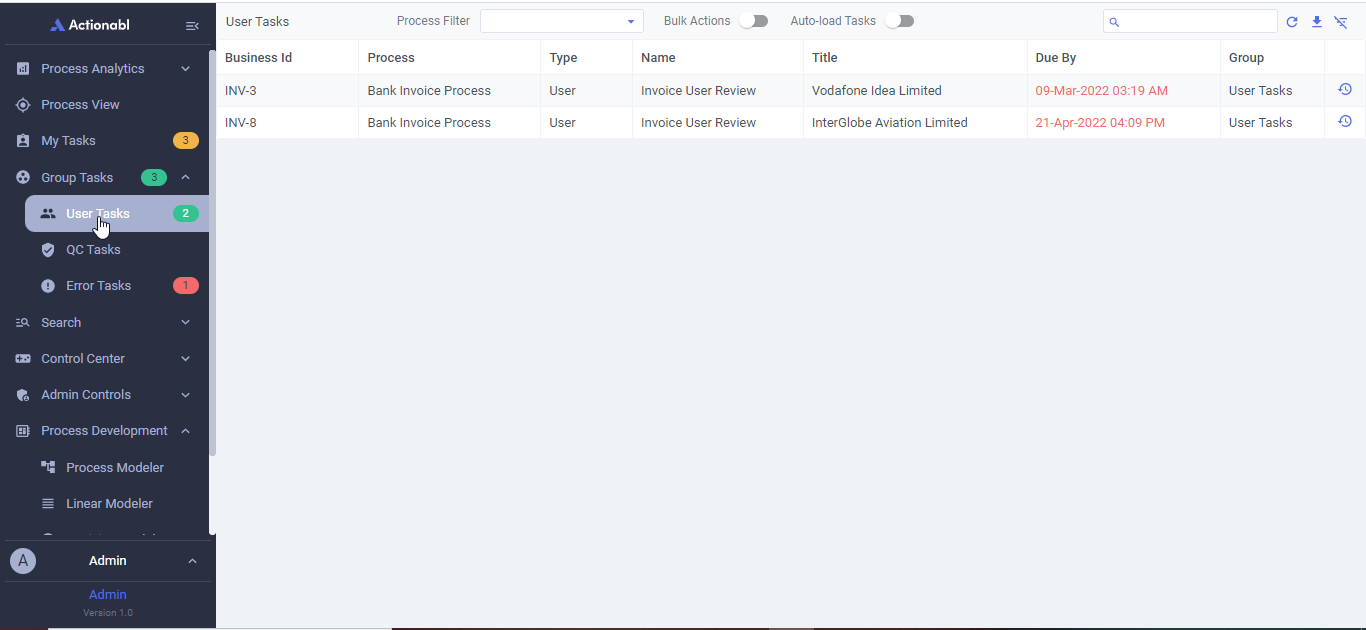 Actionabl
Process Analytics
Process View
My Tasks 3
Group Tasks 3
User Tasks 2
QC Tasks
Error Tasks 1
Search
Control Center
Admin Controls
Process Development
Process Modeler
Linear Modeler
A Admin
Admin
Version 1.0
User Tasks Process Filter Bulk Actions Auto-load Tasks
Business Id Process Type Name Title Due By Group
INV-3 Bank Invoice Process User Invoice User Review Vodafone Idea Limited 09-Mar-2022 03:19 AM User Tasks
INV-8 Bank Invoice Process User Invoice User Review InterGlobe Aviation Limited 21-Apr-2022 04:09 PM User Tasks